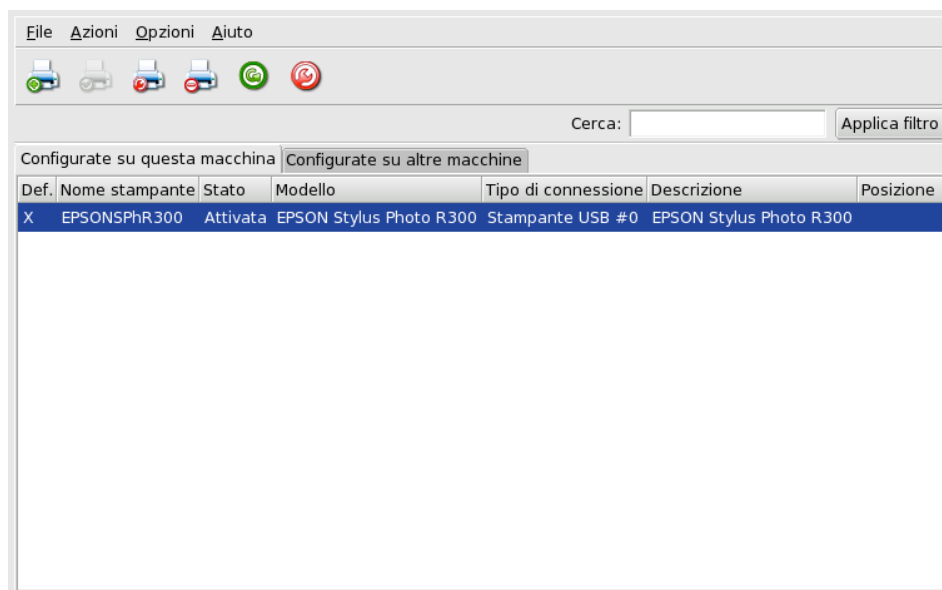 File Azioni Opzioni Aiuto
Cerca: Applica filtro
Configurate su questa macchina Configurate su altre macchine
Def. Nome stampante Stato Modello Tipo di connessione Descrizione Posizione
X EPSONSPhR300 Attivata EPSON Stylus Photo R300 Stampante USB #0 EPSON Stylus Photo R300